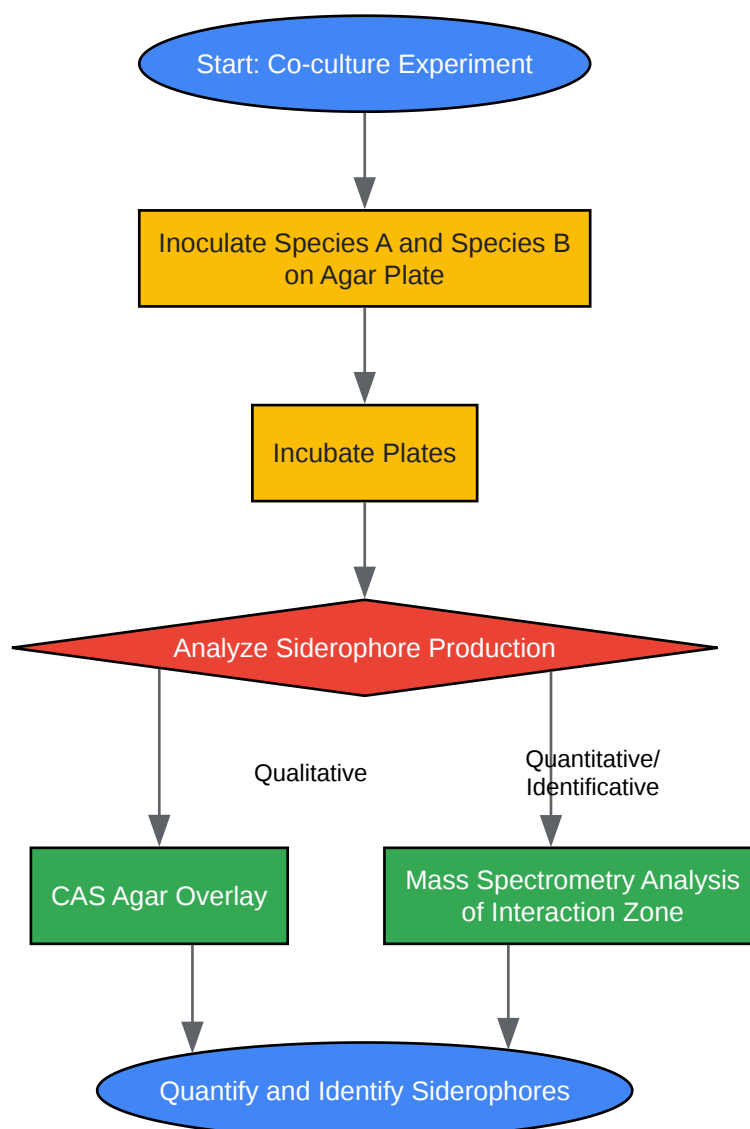 Start: Co-culture Experiment
Inoculate Species A and Species B
on Agar Plate
Incubate Plates
Analyze Siderophore Production
Qualitative
Quantitative/
Identificative
CAS Agar Overlay
Mass Spectrometry Analysis
of Interaction Zone
Quantify and Identify Siderophores